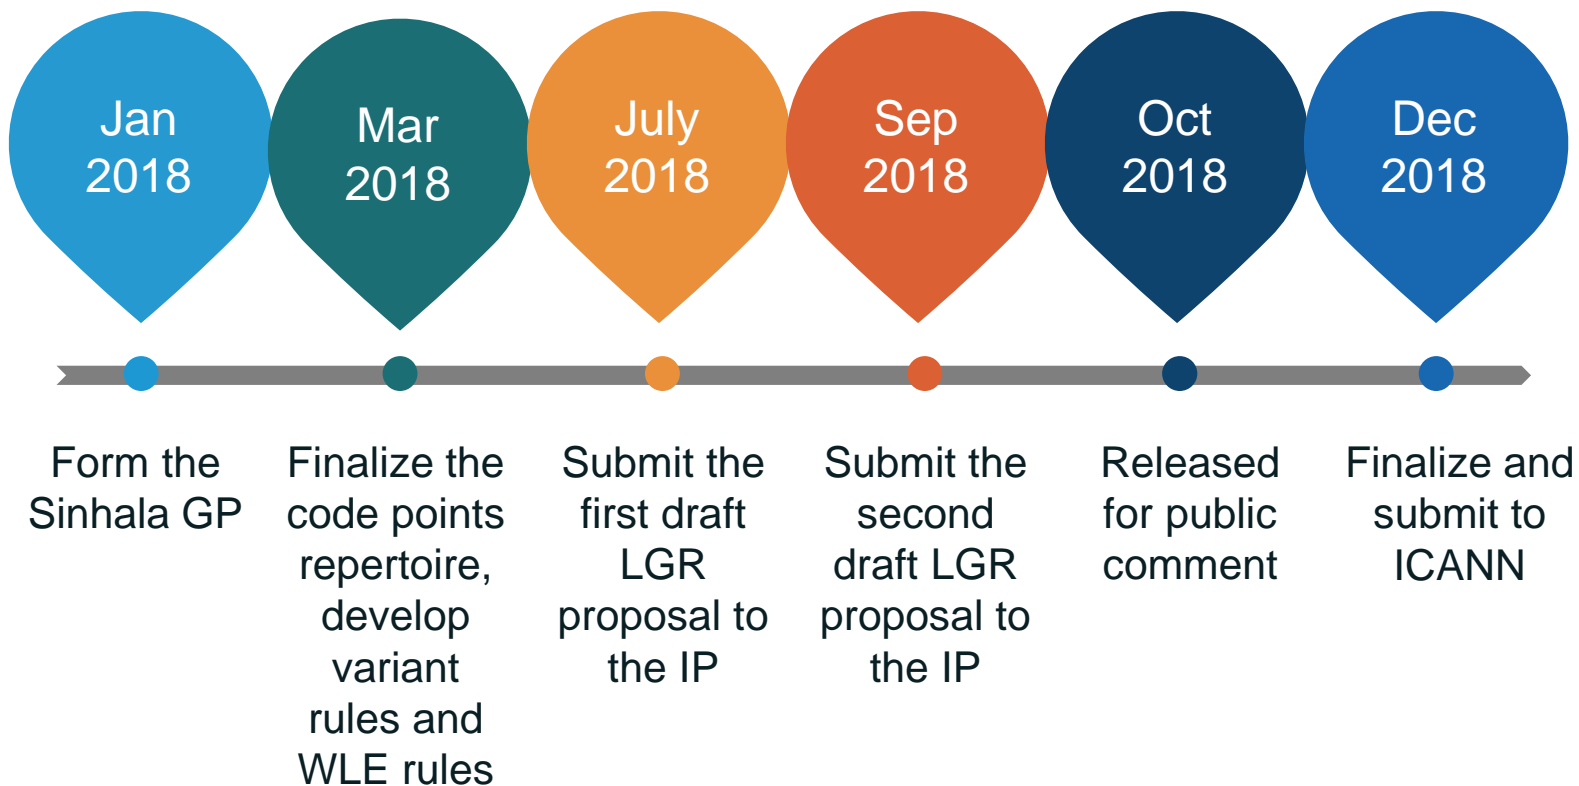 Jan
2018
Mar
2018
July
2018
Sep
2018
Oct
2018
Dec
2018
Form the
Sinhala GP
Finalize the
code points
repertoire,
develop
variant
rules and
WLE rules
Submit the
first draft
LGR
proposal to
the IP
Submit the
second
draft LGR
proposal to
the IP
Released
for public
comment
Finalize and
submit to
ICANN